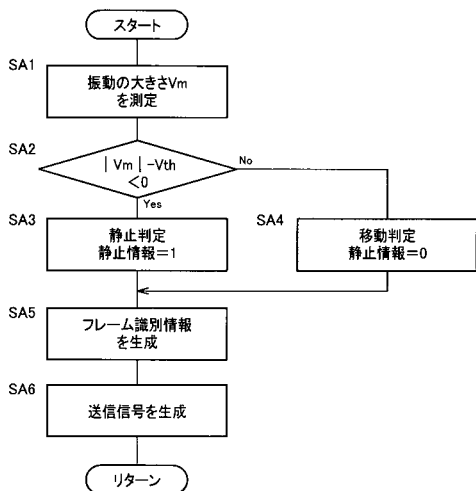 スタート
SA1
振動の大きさVm
を測定
SA2
|Vm|-Vth
<0
No
Yes
SA3
静止判定
静止情報=1
SA4
移動判定
静止情報=0
SA5
フレーム識別情報
を生成
SA6
送信信号を生成
リターン